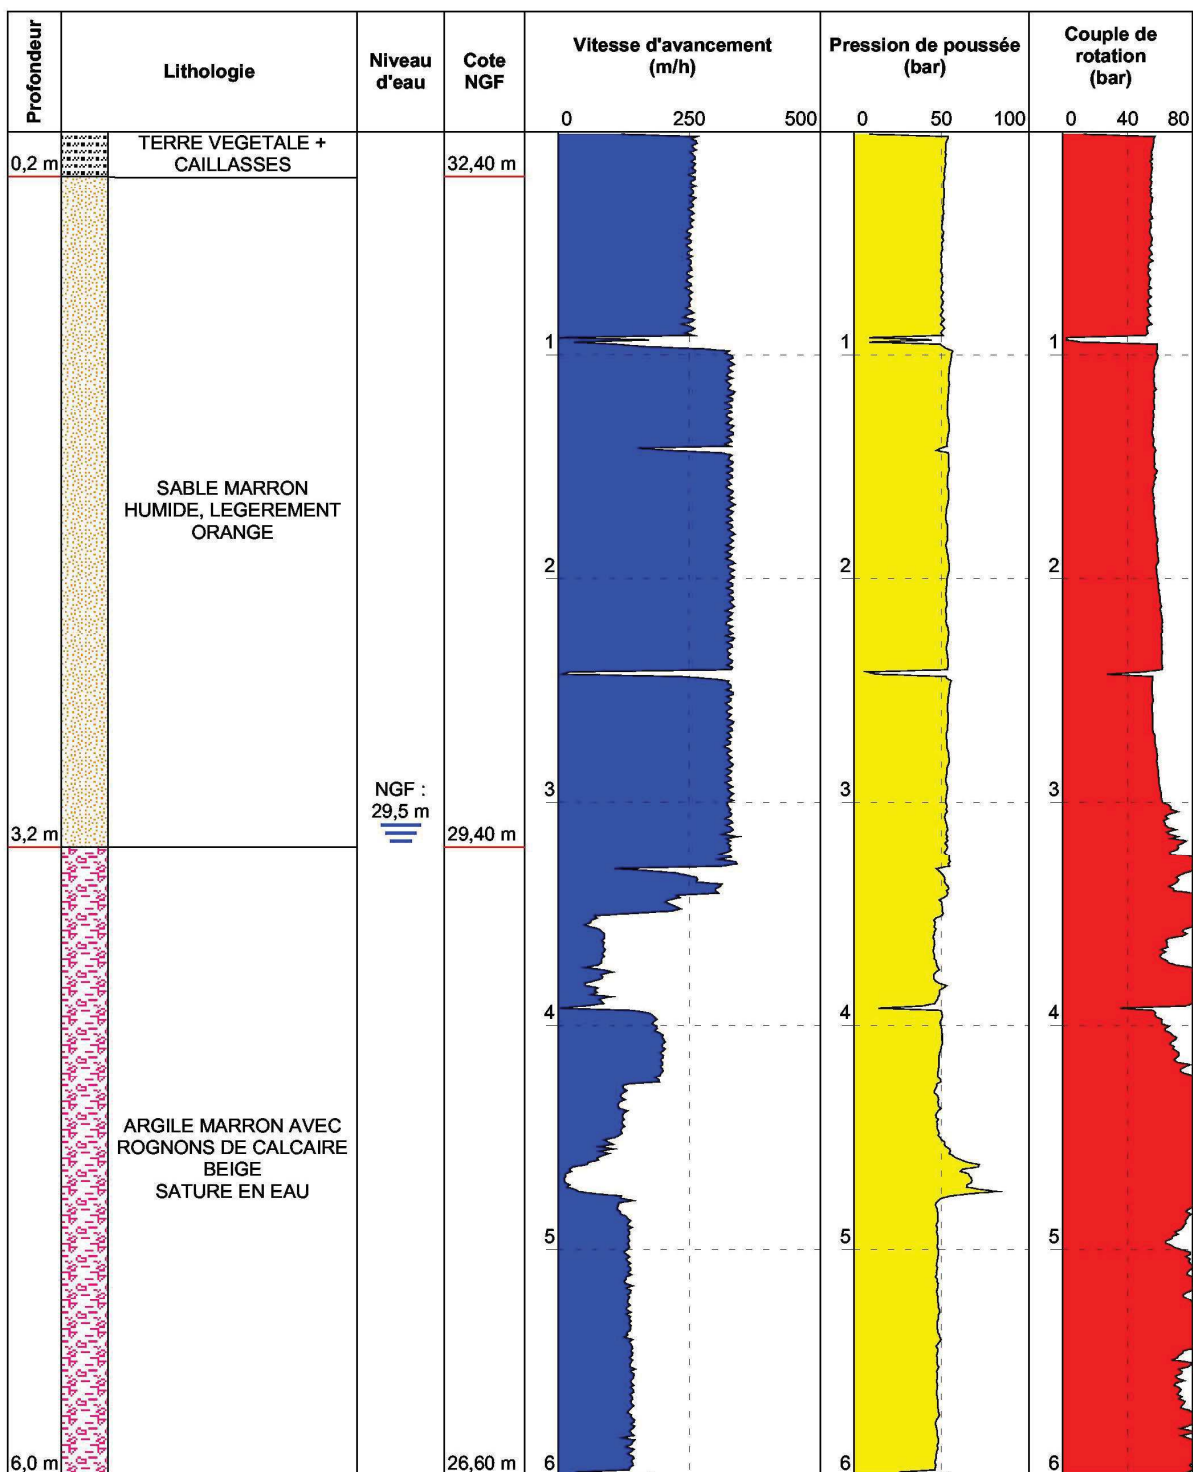 Profondeur
Lithologie
Niveau
d'eau
Cote
NGF
Vitesse d'avancement
(m/h)
Pression de poussée
(bar)
Couple de
rotation
(bar)
0 250 500
0 50 100
0 40 80
0,2 m
TERRE VEGETALE +
CAILLASSES
32,40 m
1 1 1
SABLE MARRON
HUMIDE, LEGEREMENT
ORANGE
2 2 2
NGF :
29,5 m
3 3 3
3,2 m
29,40 m
4 4 4
ARGILE MARRON AVEC
ROGNONS DE CALCAIRE
BEIGE
SATURE EN EAU
5 5 5
6,0 m
26,60 m
6 6 6